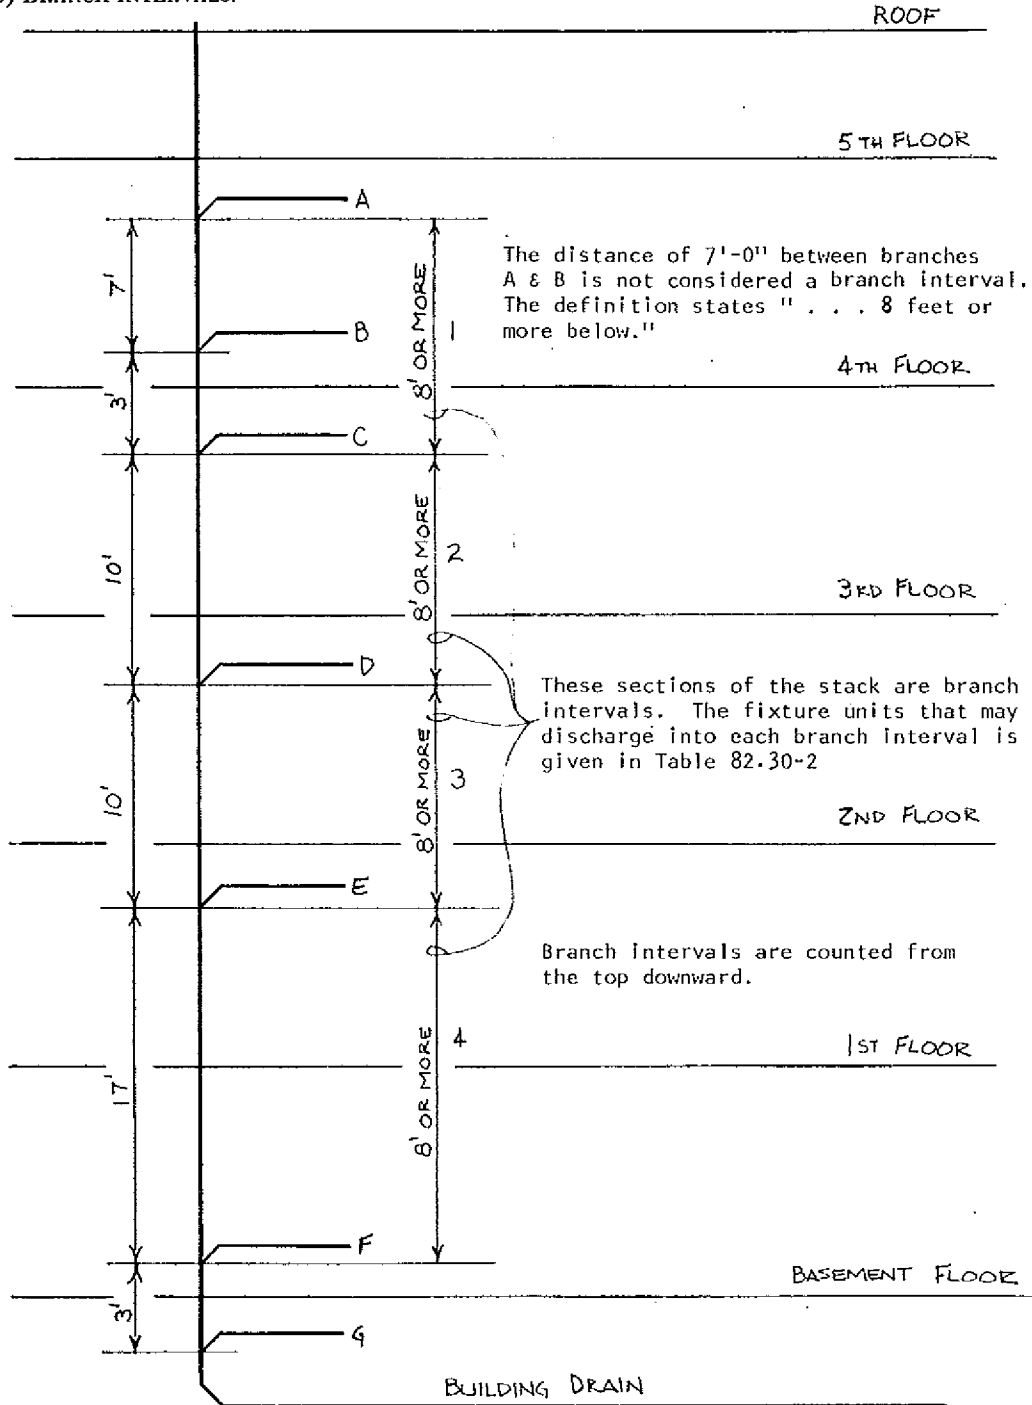 ROOF
5TH FLOOR
A
7'
8' OR MORE
1
The distance of 7'-0" between branches
A & B is not considered a branch interval.
The definition states " . . . 8 feet or
more below."
B
4TH FLOOR
3'
C
10'
8' OR MORE
2
3RD FLOOR
D
These sections of the stack are branch
intervals. The fixture units that may
discharge into each branch interval is
given in Table 82.30-2
10'
8' OR MORE
3
2ND FLOOR
E
Branch intervals are counted from
the top downward.
17'
8' OR MORE
4
1ST FLOOR
F
BASEMENT FLOOR
3'
G
BUILDING DRAIN